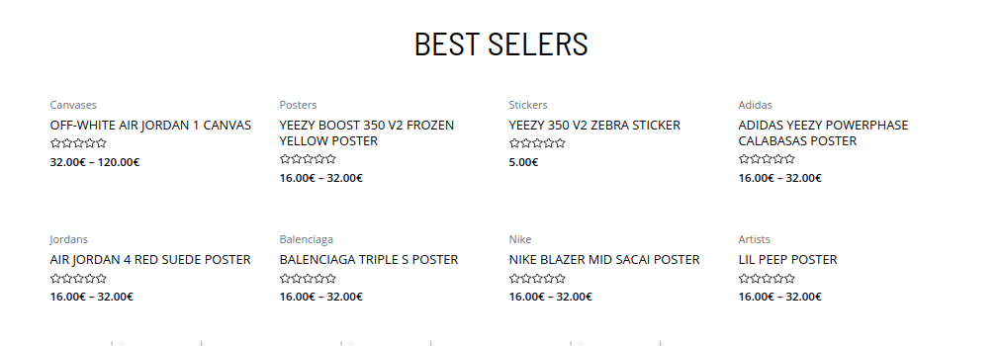 BEST SELERS
Canvases
OFF-WHITE AIR JORDAN 1 CANVAS
32.00€ – 120.00€
Posters
YEEZY BOOST 350 V2 FROZEN
YELLOW POSTER
16.00€ – 32.00€
Stickers
YEEZY 350 V2 ZEBRA STICKER
5.00€
Adidas
ADIDAS YEEZY POWERPHASE
CALABASAS POSTER
16.00€ – 32.00€
Jordans
AIR JORDAN 4 RED SUEDE POSTER
16.00€ – 32.00€
Balenciaga
BALENCIAGA TRIPLE S POSTER
16.00€ – 32.00€
Nike
NIKE BLAZER MID SACAI POSTER
16.00€ – 32.00€
Artists
LIL PEEP POSTER
16.00€ – 32.00€